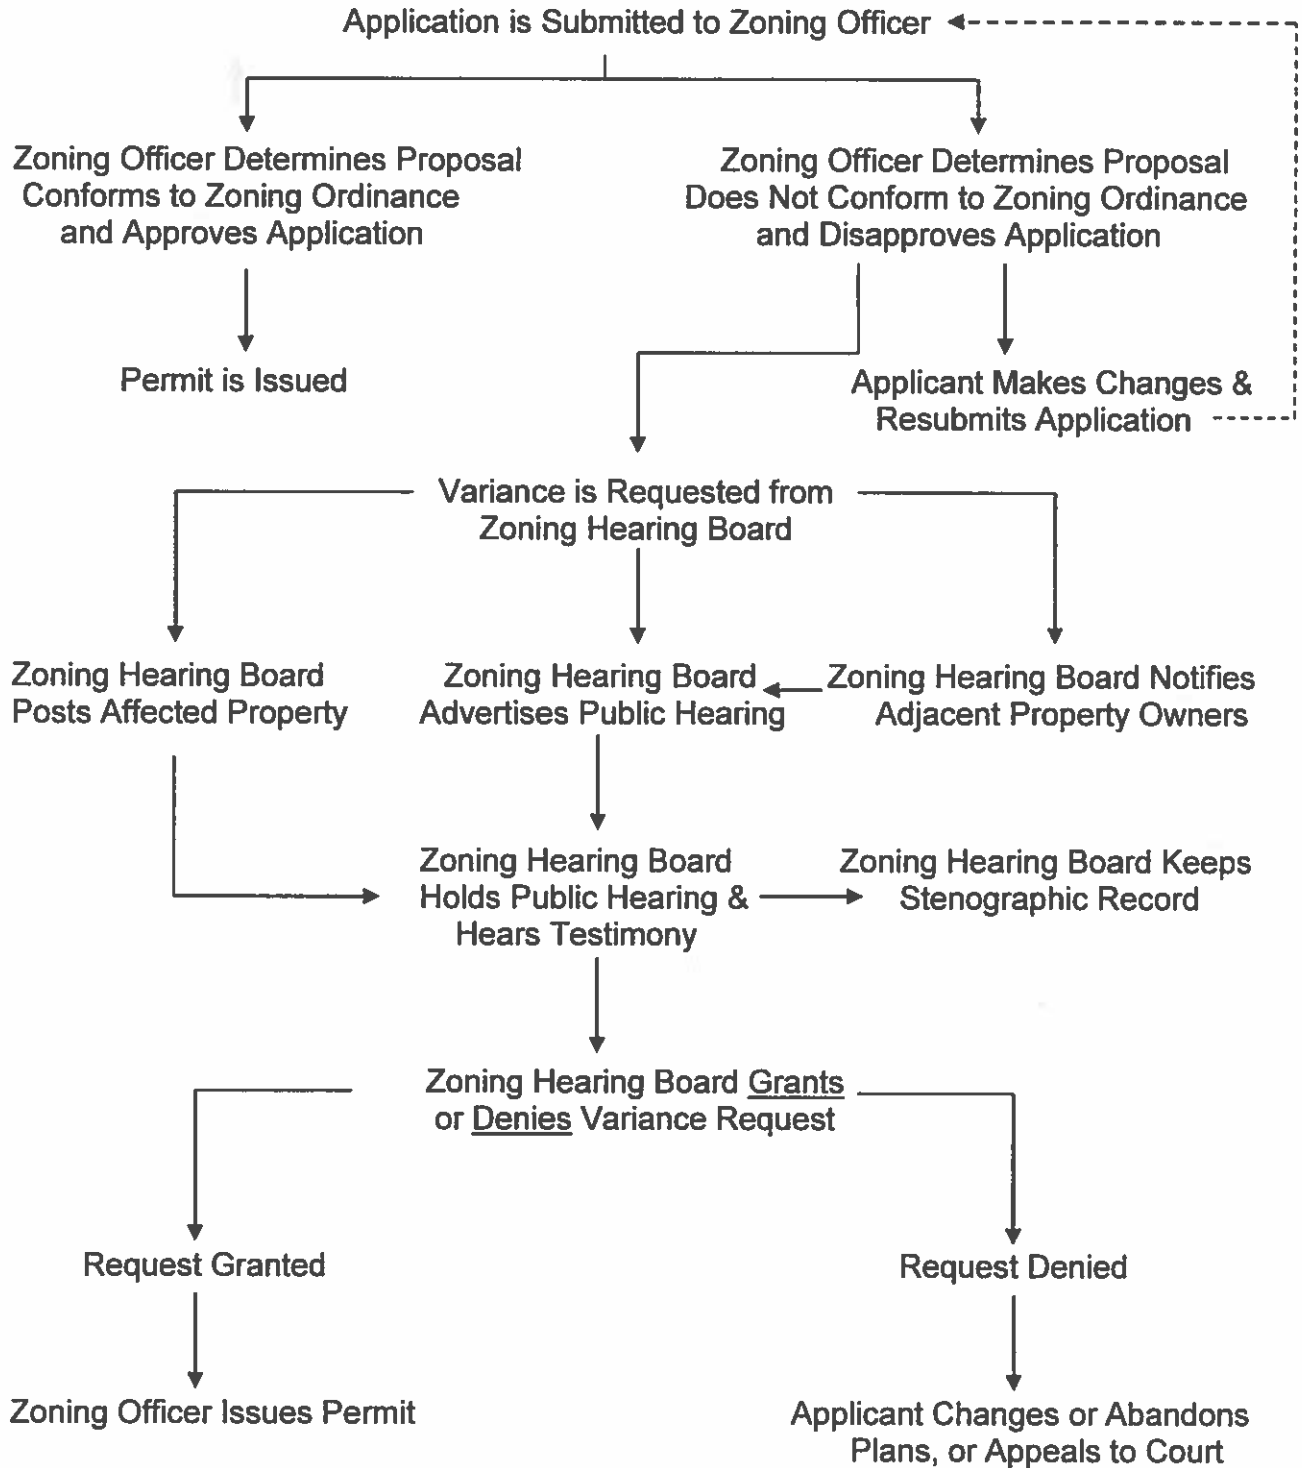 Application is Submitted to Zoning Officer
Zoning Officer Determines Proposal
Conforms to Zoning Ordinance
and Approves Application
Zoning Officer Determines Proposal
Does Not Conform to Zoning Ordinance
and Disapproves Application
Permit is Issued
Applicant Makes Changes &
Resubmits Application
Variance is Requested from
Zoning Hearing Board
Zoning Hearing Board
Posts Affected Property
Zoning Hearing Board
Advertises Public Hearing
Zoning Hearing Board Notifies
Adjacent Property Owners
Zoning Hearing Board
Holds Public Hearing &
Hears Testimony
Zoning Hearing Board Keeps
Stenographic Record
Zoning Hearing Board Grants
or Denies Variance Request
Request Granted
Request Denied
Zoning Officer Issues Permit
Applicant Changes or Abandons
Plans, or Appeals to Court